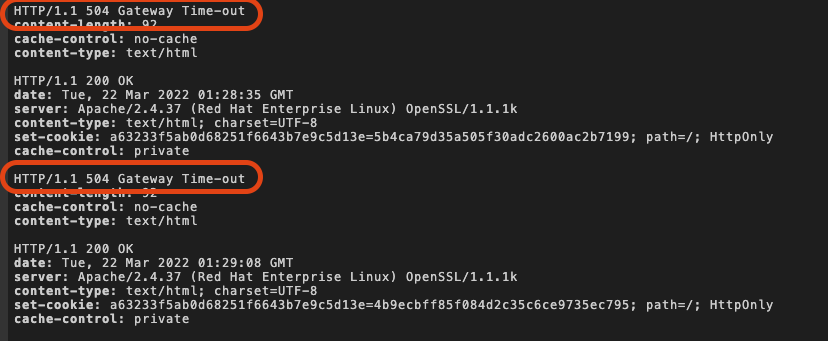 HTTP/1.1 504 Gateway Time-out
content-length: 92
cache-control: no-cache
content-type: text/html
HTTP/1.1 200 OK
date: Tue, 22 Mar 2022 01:28:35 GMT
server: Apache/2.4.37 (Red Hat Enterprise Linux) OpenSSL/1.1.1k
content-type: text/html; charset=UTF-8
set-cookie: a63233f5ab0d68251f6643b7e9c5d13e=5b4ca79d35a505f30adc2600ac2b7199; path=/; HttpOnly
cache-control: private
HTTP/1.1 504 Gateway Time-out
content-length: 92
cache-control: no-cache
content-type: text/html
HTTP/1.1 200 OK
date: Tue, 22 Mar 2022 01:29:08 GMT
server: Apache/2.4.37 (Red Hat Enterprise Linux) OpenSSL/1.1.1k
content-type: text/html; charset=UTF-8
set-cookie: a63233f5ab0d68251f6643b7e9c5d13e=4b9ecbff85f084d2c35c6ce9735ec795; path=/; HttpOnly
cache-control: private